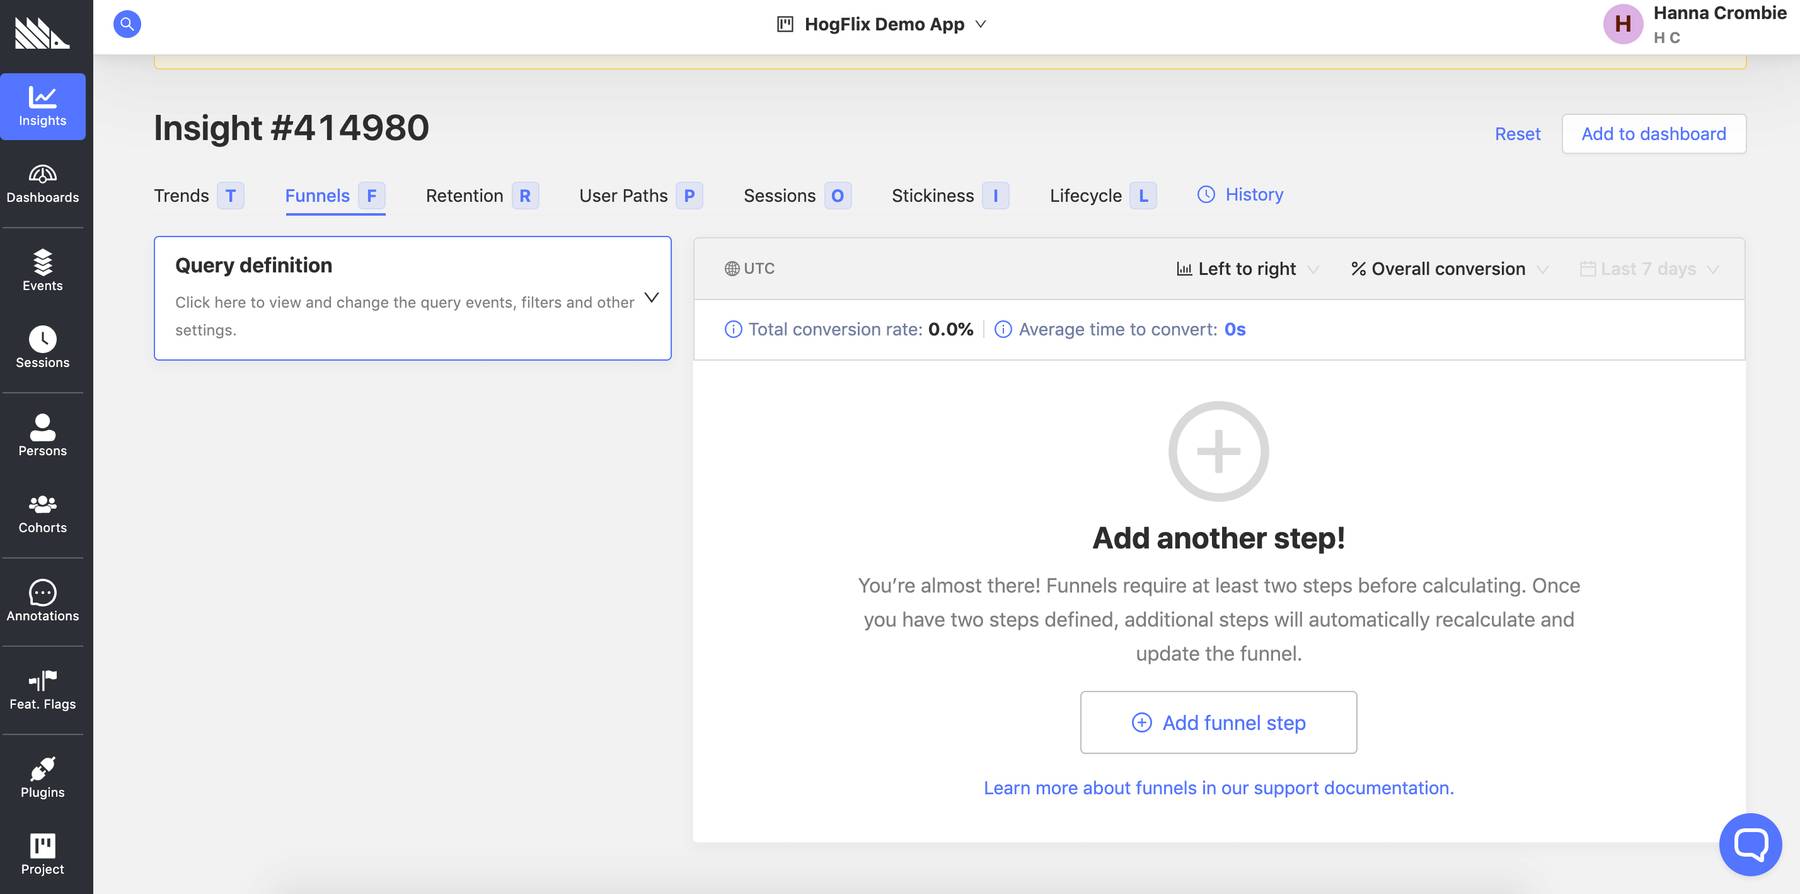 HogFlix Demo App
H
Hanna Crombie
H C
Insights
Dashboards
Events
Sessions
Persons
Cohorts
Annotations
Feat. Flags
Plugins
Project
Insight #414980
Reset
Add to dashboard
Trends T
Funnels F
Retention R
User Paths P
Sessions O
Stickiness I
Lifecycle L
History
Query definition
Click here to view and change the query events, filters and other
settings.
UTC
Left to right
% Overall conversion
Last 7 days
Total conversion rate: 0.0%
Average time to convert: 0s
Add another step!
You’re almost there! Funnels require at least two steps before calculating. Once
you have two steps defined, additional steps will automatically recalculate and
update the funnel.
Add funnel step
Learn more about funnels in our support documentation.